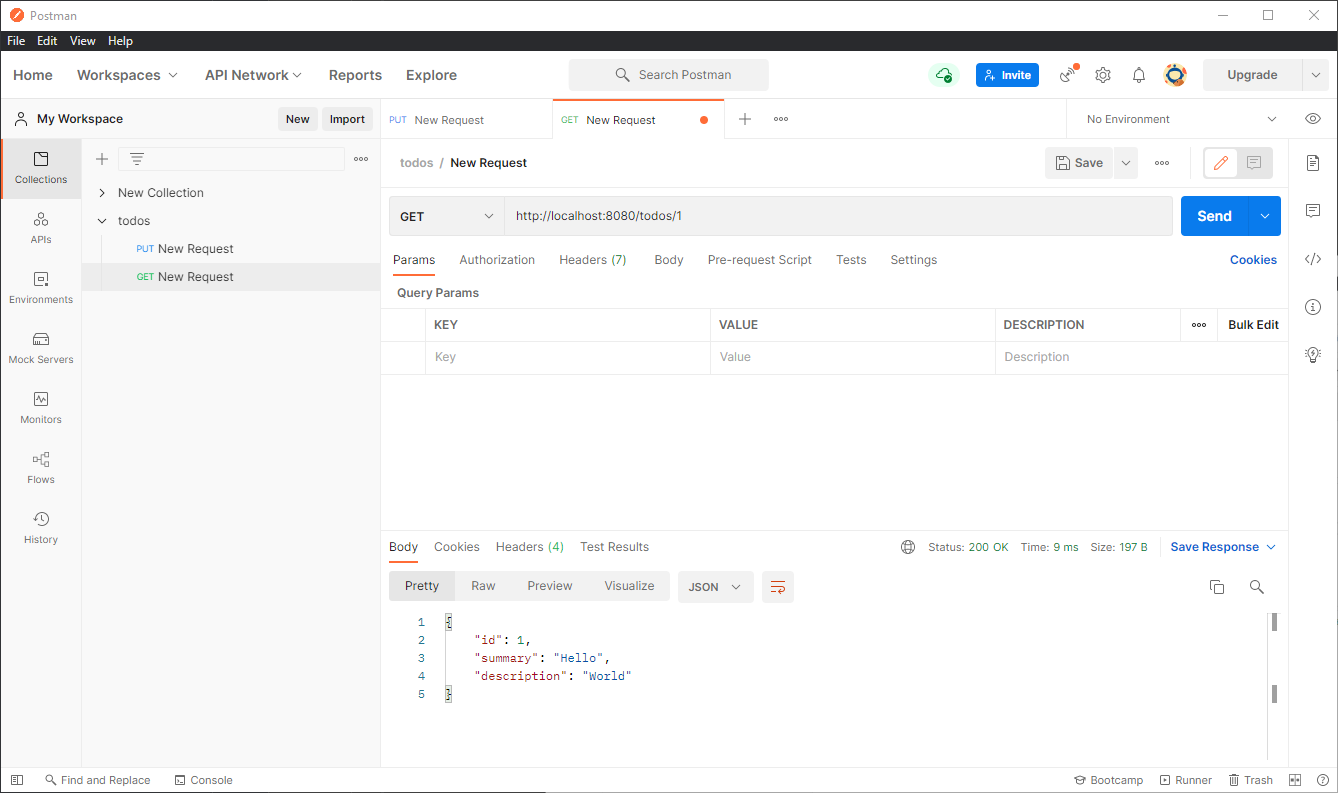 Postman
File Edit View Help
Home Workspaces API Network Reports Explore Search Postman Invite Upgrade
My Workspace New Import PUT New Request GET New Request No Environment
Collections
APIs
Environments
Mock Servers
Monitors
Flows
History
New Collection
todos
PUT New Request
GET New Request
todos / New Request Save
GET http://localhost:8080/todos/1 Send
Params Authorization Headers (7) Body Pre-request Script Tests Settings Cookies
Query Params
KEY VALUE DESCRIPTION Bulk Edit
Key Value Description
Body Cookies Headers (4) Test Results Status: 200 OK Time: 9 ms Size: 197 B Save Response
Pretty Raw Preview Visualize JSON
1 {
2 "id": 1,
3 "summary": "Hello",
4 "description": "World"
5 }
Find and Replace Console Bootcamp Runner Trash